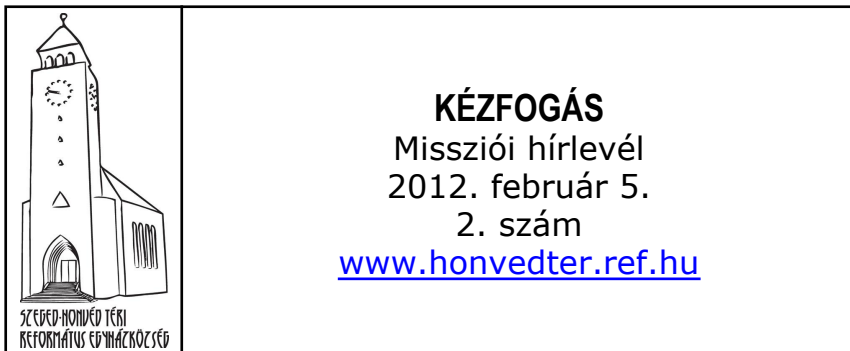 SZEGED-HONVÉD TÉRI
REFORMÁTUS EGYHÁZKÖZSÉG
KÉZFOGÁS
Missziói hírlevél
2012. február 5.
2. szám
www.honvedter.ref.hu